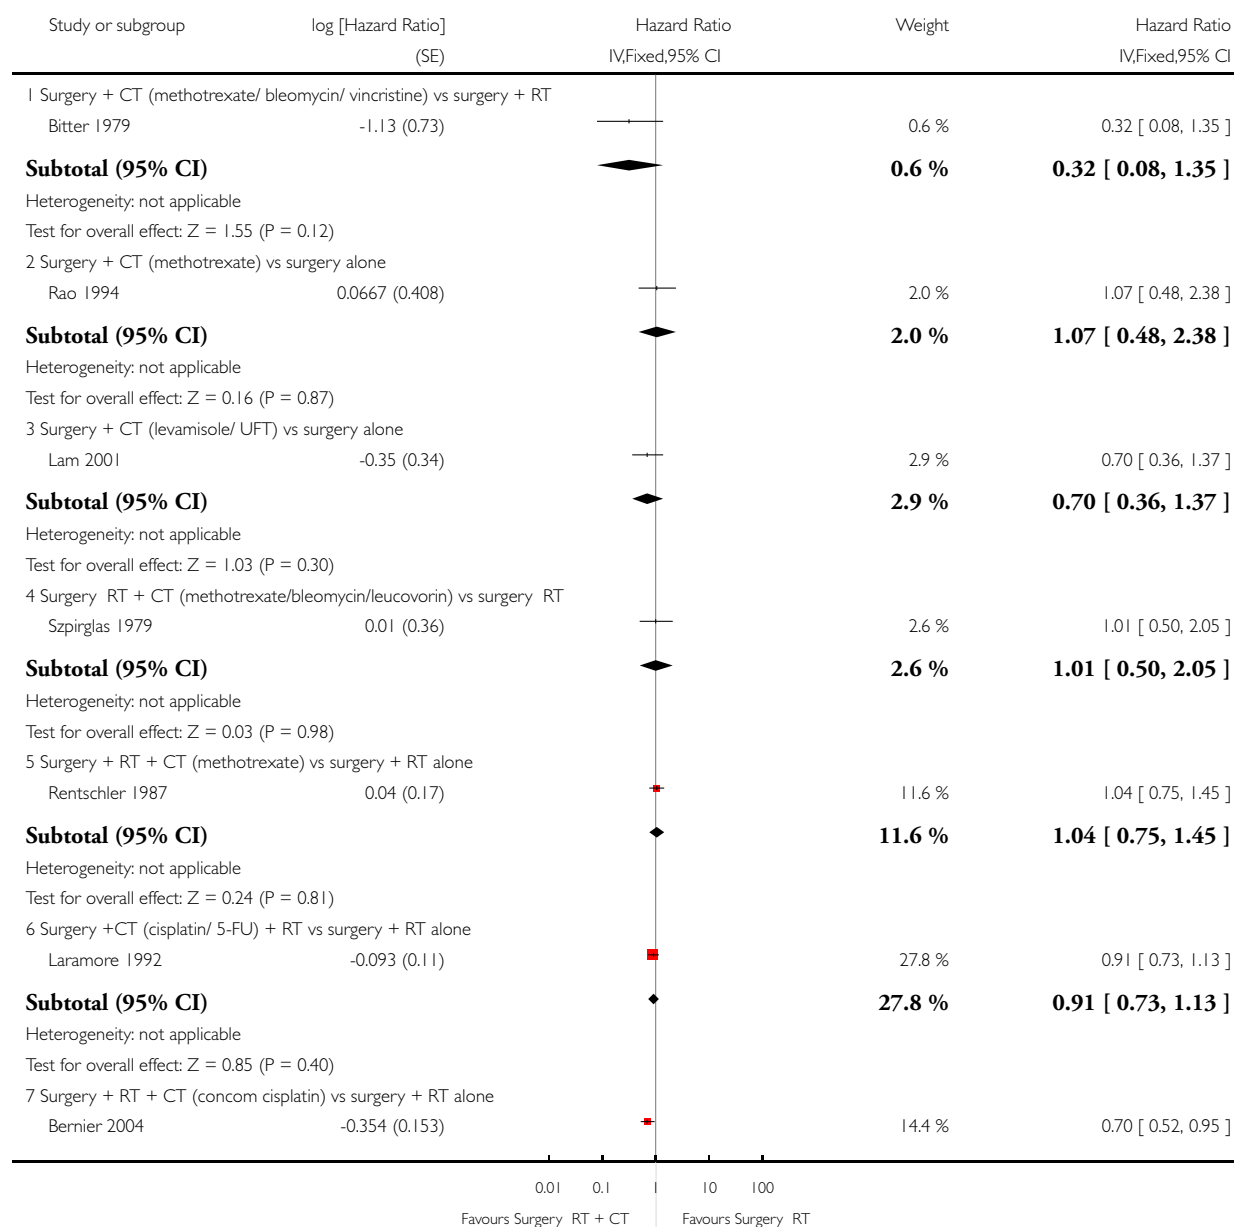 Study or subgroup log [Hazard Ratio] Hazard Ratio Weight Hazard Ratio
(SE) IV,Fixed,95% CI IV,Fixed,95% CI
1 Surgery + CT (methotrexate/ bleomycin/ vincristine) vs surgery + RT
Bitter 1979 -1.13 (0.73) 0.6 % 0.32 [ 0.08, 1.35 ]
Subtotal (95% CI) 0.6 % 0.32 [ 0.08, 1.35 ]
Heterogeneity: not applicable
Test for overall effect: Z = 1.55 (P = 0.12)
2 Surgery + CT (methotrexate) vs surgery alone
Rao 1994 0.0667 (0.408) 2.0 % 1.07 [ 0.48, 2.38 ]
Subtotal (95% CI) 2.0 % 1.07 [ 0.48, 2.38 ]
Heterogeneity: not applicable
Test for overall effect: Z = 0.16 (P = 0.87)
3 Surgery + CT (levamisole/ UFT) vs surgery alone
Lam 2001 -0.35 (0.34) 2.9 % 0.70 [ 0.36, 1.37 ]
Subtotal (95% CI) 2.9 % 0.70 [ 0.36, 1.37 ]
Heterogeneity: not applicable
Test for overall effect: Z = 1.03 (P = 0.30)
4 Surgery RT + CT (methotrexate/bleomycin/leucovorin) vs surgery RT
Szpirglas 1979 0.01 (0.36) 2.6 % 1.01 [ 0.50, 2.05 ]
Subtotal (95% CI) 2.6 % 1.01 [ 0.50, 2.05 ]
Heterogeneity: not applicable
Test for overall effect: Z = 0.03 (P = 0.98)
5 Surgery + RT + CT (methotrexate) vs surgery + RT alone
Rentschler 1987 0.04 (0.17) 11.6 % 1.04 [ 0.75, 1.45 ]
Subtotal (95% CI) 11.6 % 1.04 [ 0.75, 1.45 ]
Heterogeneity: not applicable
Test for overall effect: Z = 0.24 (P = 0.81)
6 Surgery +CT (cisplatin/ 5-FU) + RT vs surgery + RT alone
Laramore 1992 -0.093 (0.11) 27.8 % 0.91 [ 0.73, 1.13 ]
Subtotal (95% CI) 27.8 % 0.91 [ 0.73, 1.13 ]
Heterogeneity: not applicable
Test for overall effect: Z = 0.85 (P = 0.40)
7 Surgery + RT + CT (concom cisplatin) vs surgery + RT alone
Bernier 2004 -0.354 (0.153) 14.4 % 0.70 [ 0.52, 0.95 ]
0.01 0.1 1 10 100
Favours Surgery RT + CT Favours Surgery RT